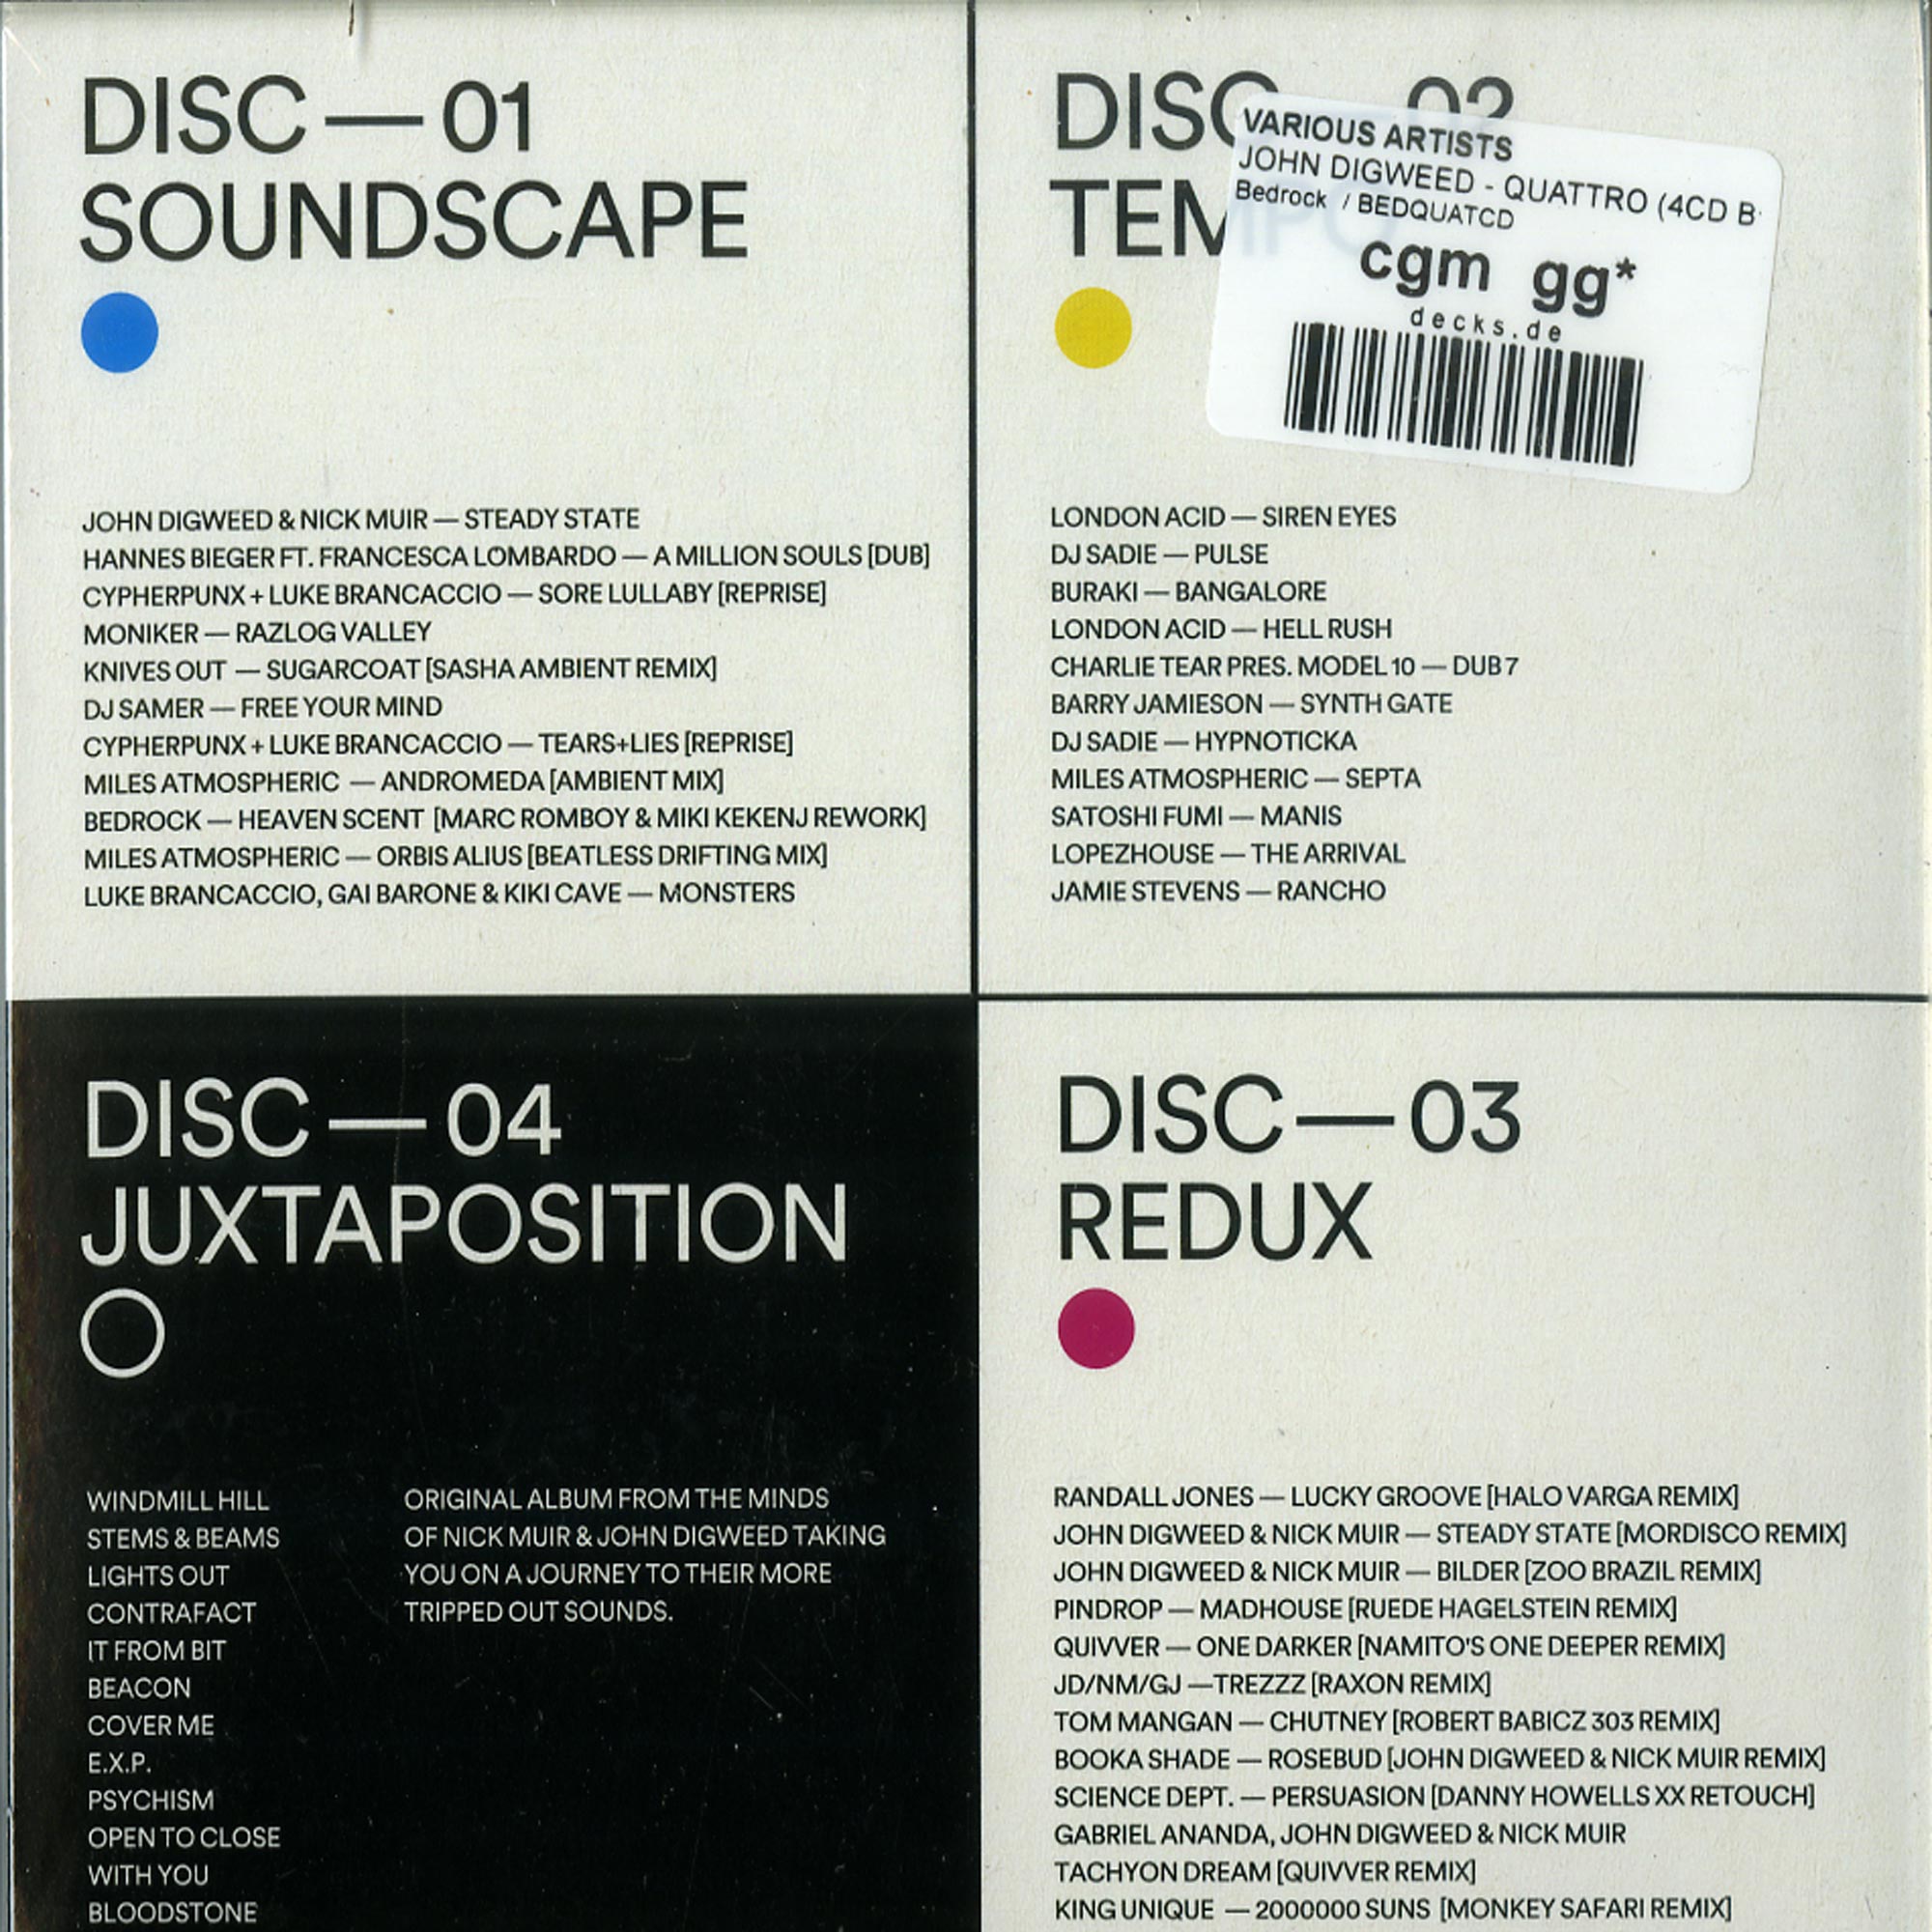 DISC — 01
SOUNDSCAPE
JOHN DIGWEED & NICK MUIR — STEADY STATE
HANNES BIEGER FT. FRANCESCA LOMBARDO — A MILLION SOULS [DUB]
CYPHERPUNX + LUKE BRANCACCIO — SORE LULLABY [REPRISE]
MONIKER — RAZLOG VALLEY
KNIVES OUT — SUGARCOAT [SASHA AMBIENT REMIX]
DJ SAMER — FREE YOUR MIND
CYPHERPUNX + LUKE BRANCACCIO — TEARS+LIES [REPRISE]
MILES ATMOSPHERIC — ANDROMEDA [AMBIENT MIX]
BEDROCK — HEAVEN SCENT [MARC ROMBOY & MIKI KEKENJ REWORK]
MILES ATMOSPHERIC — ORBIS ALIUS [BEATLESS DRIFTING MIX]
LUKE BRANCACCIO, GAI BARONE & KIKI CAVE — MONSTERS
DISC 02
TEMPO
VARIOUS ARTISTS
JOHN DIGWEED - QUATTRO (4CD B
Bedrock / BEDQUATCD
cgm gg*
decks.de
LONDON ACID — SIREN EYES
DJ SADIE — PULSE
BURAKI — BANGALORE
LONDON ACID — HELL RUSH
CHARLIE TEAR PRES. MODEL 10 — DUB 7
BARRY JAMIESON — SYNTH GATE
DJ SADIE — HYPNOTICKA
MILES ATMOSPHERIC — SEPTA
SATOSHI FUMI — MANIS
LOPEZHOUSE — THE ARRIVAL
JAMIE STEVENS — RANCHO
DISC — 04
JUXTAPOSITION
WINDMILL HILL
STEMS & BEAMS
LIGHTS OUT
CONTRAFACT
IT FROM BIT
BEACON
COVER ME
E.X.P.
PSYCHISM
OPEN TO CLOSE
WITH YOU
BLOODSTONE
ORIGINAL ALBUM FROM THE MINDS
OF NICK MUIR & JOHN DIGWEED TAKING
YOU ON A JOURNEY TO THEIR MORE
TRIPPED OUT SOUNDS.
DISC — 03
REDUX
RANDALL JONES — LUCKY GROOVE [HALO VARGA REMIX]
JOHN DIGWEED & NICK MUIR — STEADY STATE [MORDISCO REMIX]
JOHN DIGWEED & NICK MUIR — BILDER [ZOO BRAZIL REMIX]
PINDROP — MADHOUSE [RUEDE HAGELSTEIN REMIX]
QUIVVER — ONE DARKER [NAMITO'S ONE DEEPER REMIX]
JD/NM/GJ —TREZZZ [RAXON REMIX]
TOM MANGAN — CHUTNEY [ROBERT BABICZ 303 REMIX]
BOOKA SHADE — ROSEBUD [JOHN DIGWEED & NICK MUIR REMIX]
SCIENCE DEPT. — PERSUASION [DANNY HOWELLS XX RETOUCH]
GABRIEL ANANDA, JOHN DIGWEED & NICK MUIR
TACHYON DREAM [QUIVVER REMIX]
KING UNIQUE — 2000000 SUNS [MONKEY SAFARI REMIX]